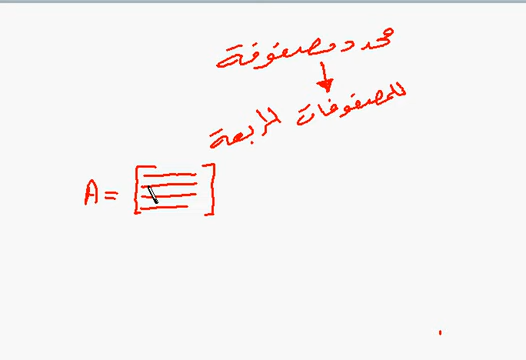 محدد مصفوفة
للمصفوفات المربعة
A = [ ]